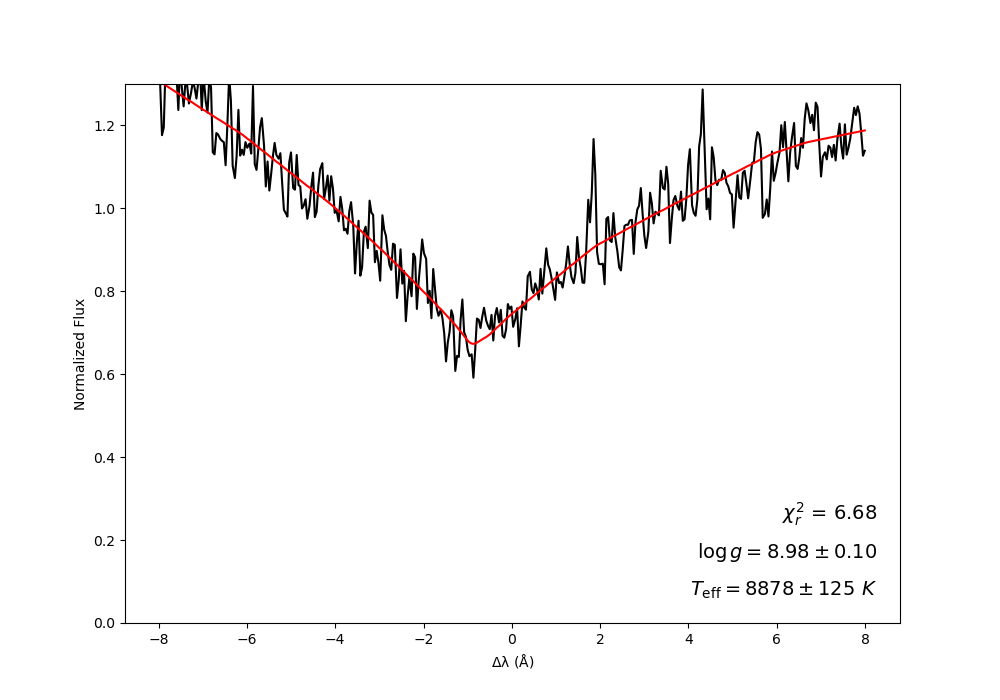 1.2
1.0
0.8
0.6
0.4
0.2
0.0
Normalized Flux
χ²ᵣ = 6.68
log g = 8.98 ± 0.10
T_eff = 8878 ± 125 K
−8 −6 −4 −2 0 2 4 6 8
Δλ (Å)